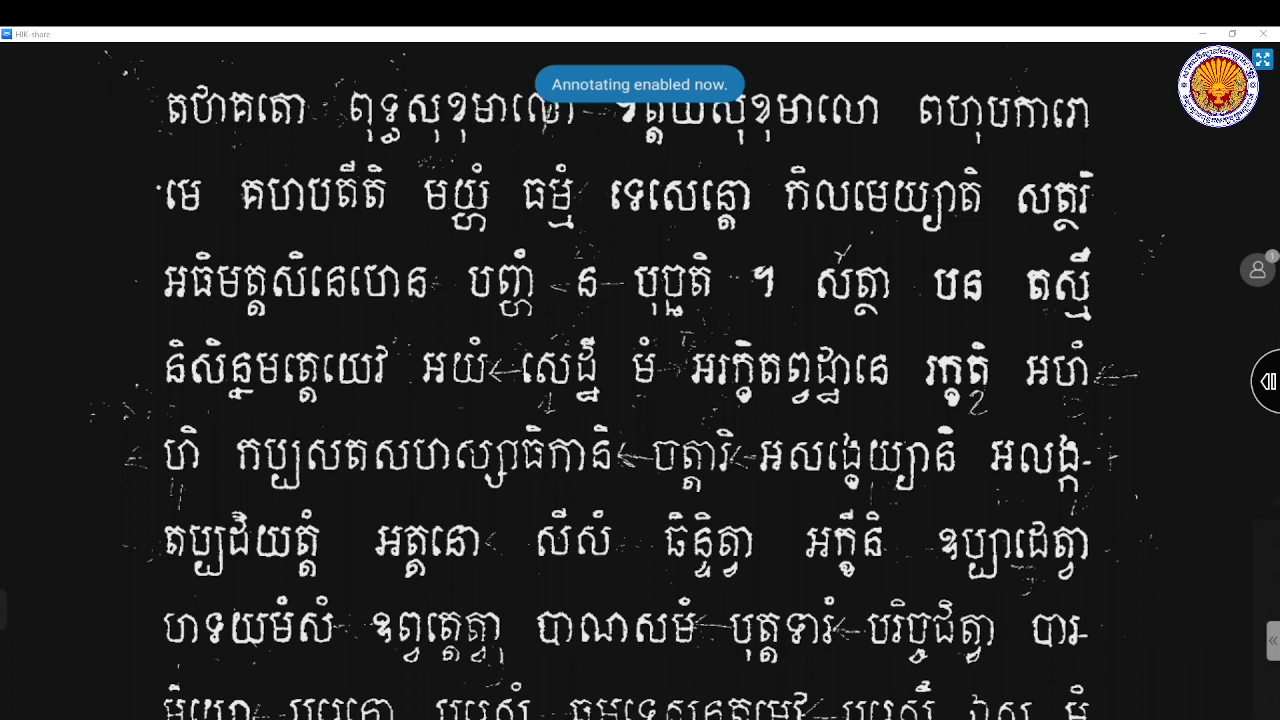 HIK-share
Annotating enabled now.
តថាគតោ ពុទ្ធសុខុមាលោ ខត្តិយសុខុមាលោ ពហុបការោ
មេ គហបតីតិ មយ្ហំ ធម្មំ ទេសេន្តោ កិលមេយ្យាតិ សត្ថរិ
អធិមត្តសិនេហេន បញ្ហំ ន បុច្ឆតិ ។ សត្ថា បន តស្មឹ
និសិន្នមត្តេយេវ អយំ សេដ្ឋី មំ អរក្ខិតព្វដ្ឋានេ រក្ខតិ អហំ
ហិ កប្បសតសហស្សាធិកានិ ចត្តារិ អសង្ខេយ្យានិ អលង្ក-
តប្បដិយត្តំ អត្តនោ សីសំ ឆិន្ទិត្វា អក្ខីនិ ឧប្បាដេត្វា
ហទយមំសំ ឧព្វត្តេត្វា បាណសមំ បុត្តទារំ បរិច្ចជិត្វា បារ-